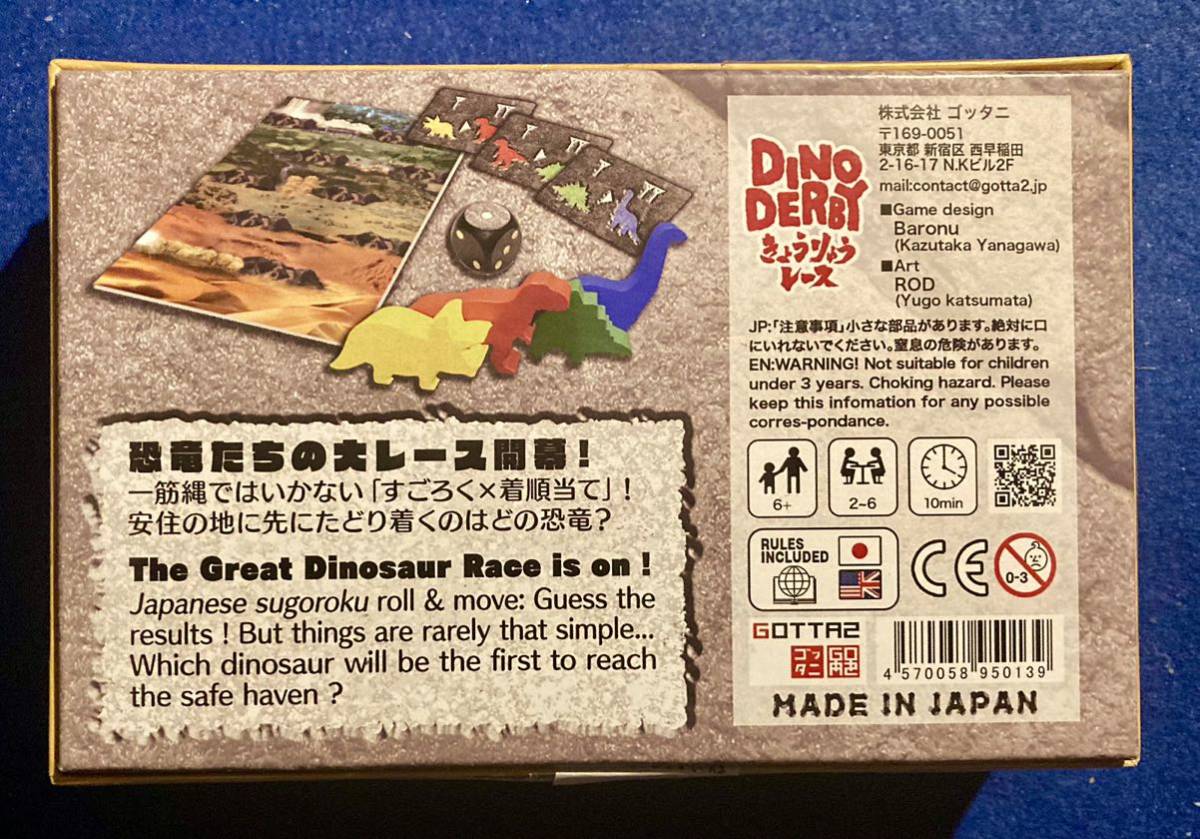 株式会社 ゴッタニ
〒169-0051
東京都 新宿区 西早稲田
2-16-17 N.Kビル2F
mail:contact@gotta2.jp
DINO
DERBY
きょうりゅう
レース
■Game design
Baronu
(Kazutaka Yanagawa)
■Art
ROD
(Yugo katsumata)
JP:「注意事項」小さな部品があります。絶対に口
にいれないでください。窒息の危険があります。
EN:WARNING! Not suitable for children
under 3 years. Choking hazard. Please
keep this infomation for any possible
corres-pondance.
6+
2~6
10min
RULES
INCLUDED
CE
0-3
GOTTA2
ゴッタニ
4 570058 950139
MADE IN JAPAN
恐竜たちの大レース開幕!
一筋縄ではいかない「すごろく×着順当て」!
安住の地に先にたどり着くのはどの恐竜?
The Great Dinosaur Race is on !
Japanese sugoroku roll & move: Guess the
results ! But things are rarely that simple...
Which dinosaur will be the first to reach
the safe haven ?